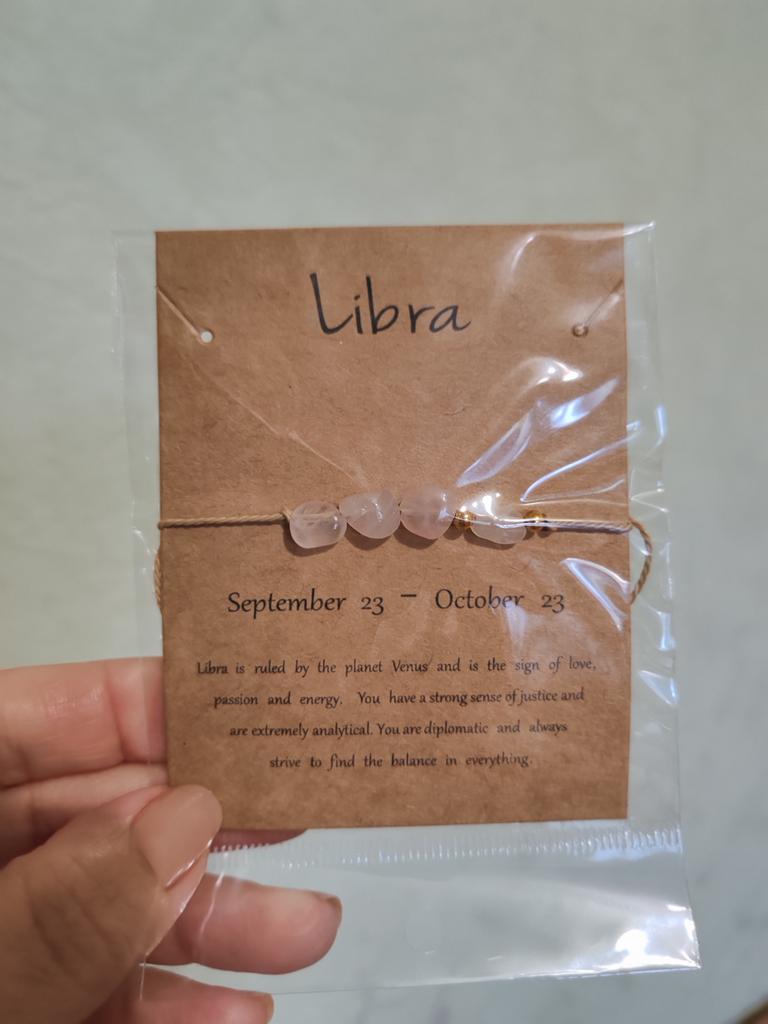 Libra
September 23 – October 23
Libra is ruled by the planet Venus and is the sign of love,
passion and energy. You have a strong sense of justice and
are extremely analytical. You are diplomatic and always
strive to find the balance in everything.